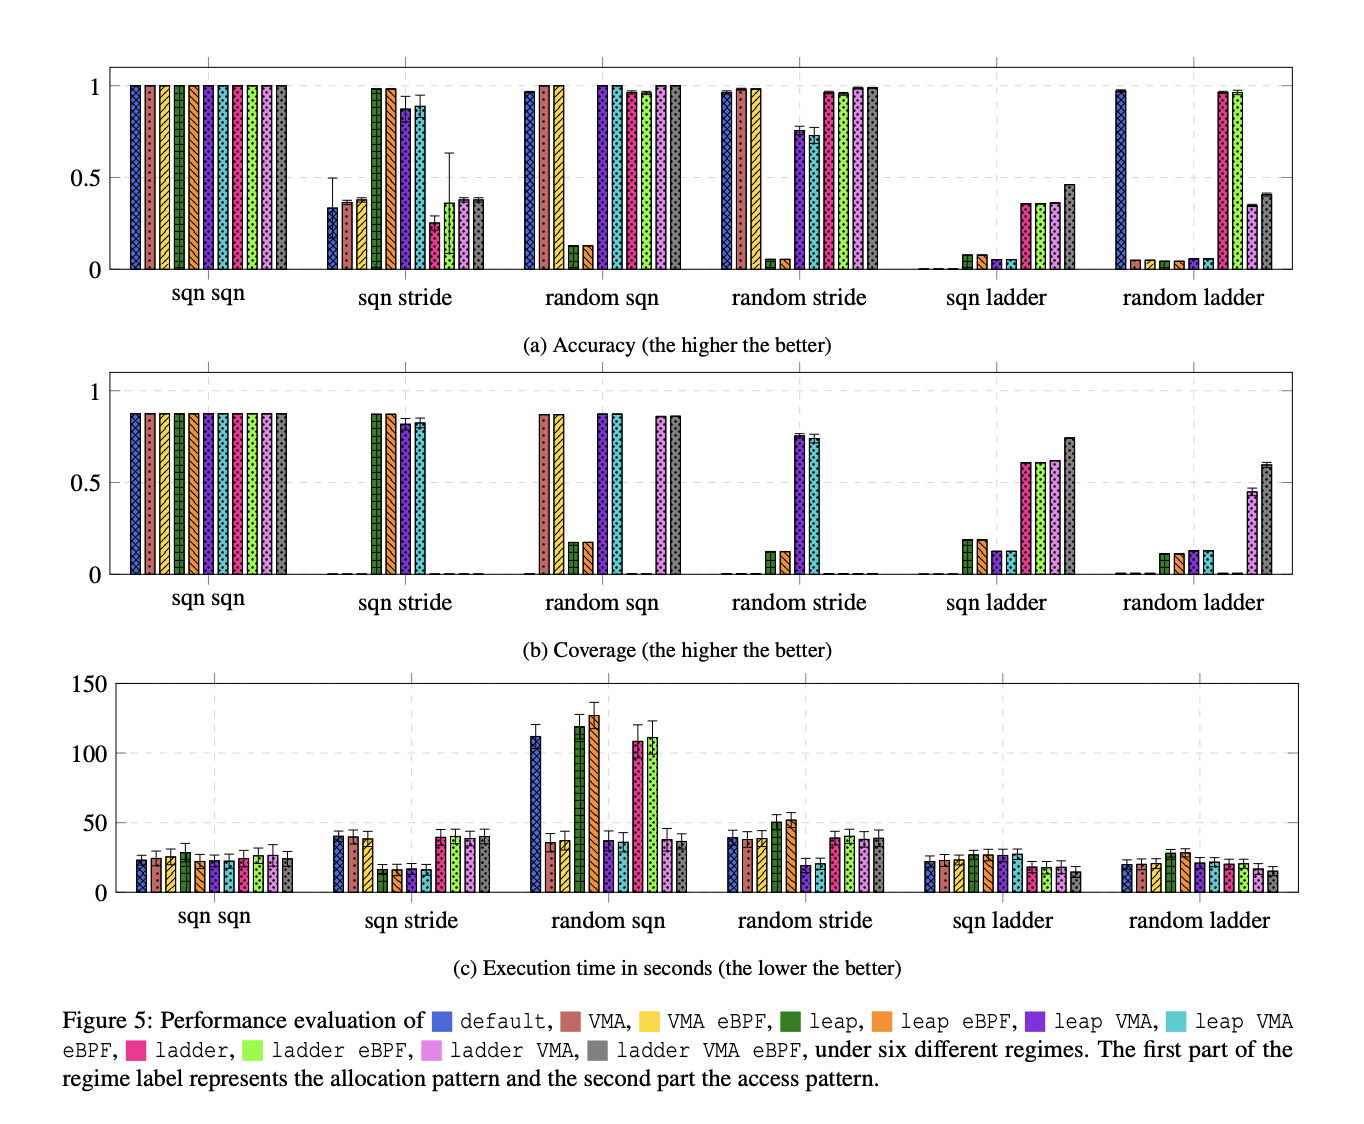 1
0.5
0
sqn sqn
sqn stride
random sqn
random stride
sqn ladder
random ladder
(a) Accuracy (the higher the better)
1
0.5
0
sqn sqn
sqn stride
random sqn
random stride
sqn ladder
random ladder
(b) Coverage (the higher the better)
150
100
50
0
sqn sqn
sqn stride
random sqn
random stride
sqn ladder
random ladder
(c) Execution time in seconds (the lower the better)
Figure 5: Performance evaluation of default, VMA, VMA eBPF, leap, leap eBPF, leap VMA, leap VMA
eBPF, ladder, ladder eBPF, ladder VMA, ladder VMA eBPF, under six different regimes. The first part of the
regime label represents the allocation pattern and the second part the access pattern.